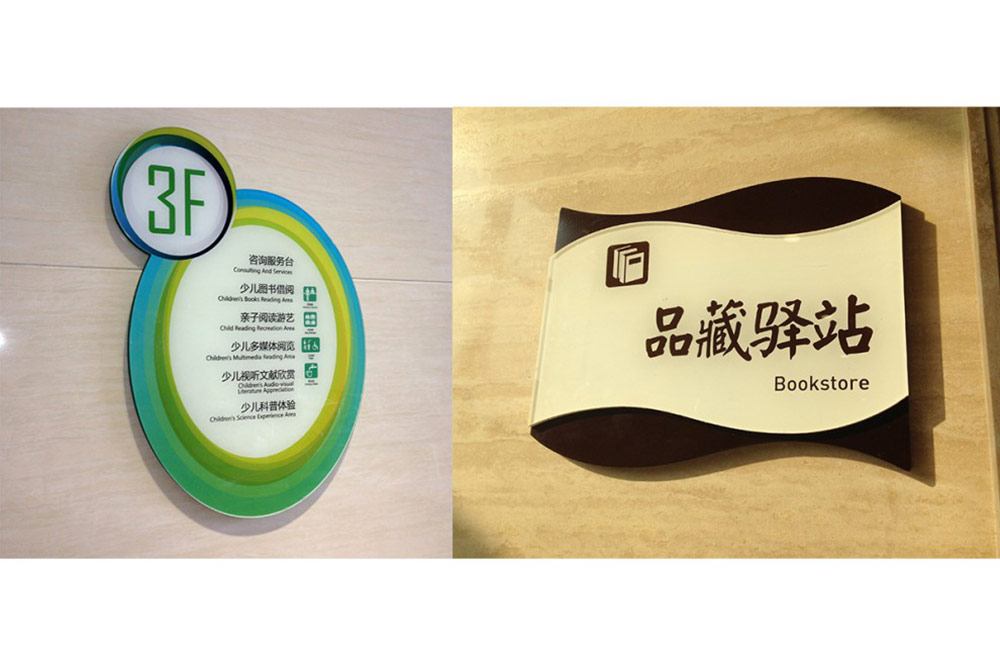 3F
咨询服务台
Consulting And Services
少儿图书借阅
Children's Books Reading Area
亲子阅读游艺
Child Reading Recreation Area
少儿多媒体阅览
Children's Multimedia Reading Area
少儿视听文献欣赏
Children's Audio-visual
Literature Appreciation
少儿科普体验
Children's Science Experience Area
品藏驿站
Bookstore